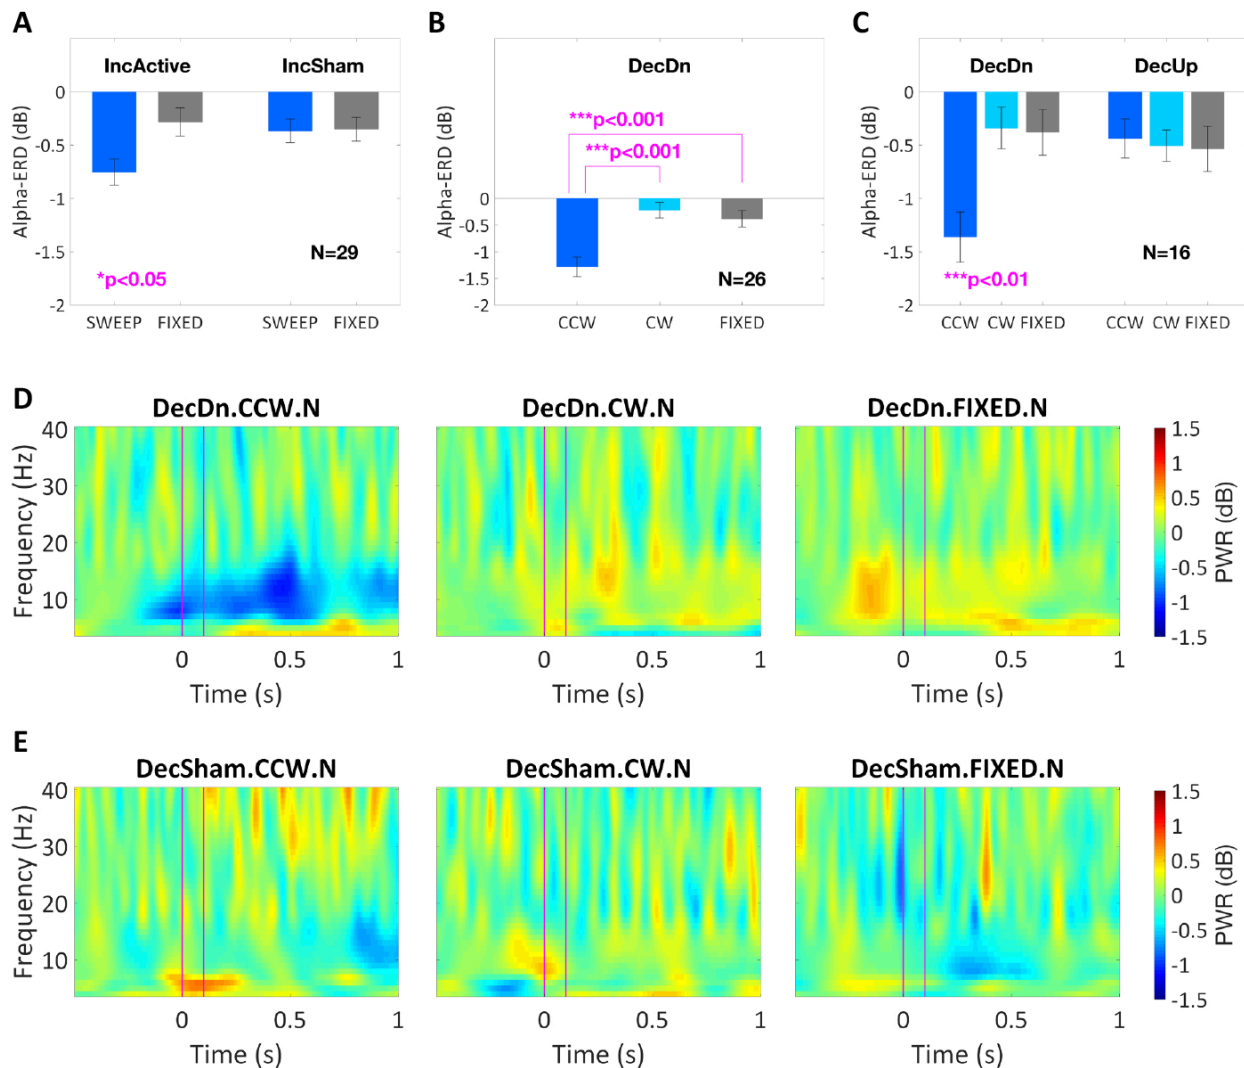 A
B
C
IncActive
IncSham
DecDn
DecDn
DecUp
Alpha-ERD (dB)
0
-0.5
-1
-1.5
-2
*p<0.05
N=29
SWEEP FIXED SWEEP FIXED
Alpha-ERD (dB)
***p<0.001
***p<0.001
0
-0.5
-1
-1.5
-2
N=26
CCW CW FIXED
Alpha-ERD (dB)
0
-0.5
-1
-1.5
-2
***p<0.01
N=16
CCW CW FIXED CCW CW FIXED
D
DecDn.CCW.N
DecDn.CW.N
DecDn.FIXED.N
Frequency (Hz)
40
30
20
10
0 0.5 1
0 0.5 1
0 0.5 1
Time (s)
Time (s)
Time (s)
1.5
1
0.5
0
-0.5
-1
-1.5
PWR (dB)
E
DecSham.CCW.N
DecSham.CW.N
DecSham.FIXED.N
Frequency (Hz)
40
30
20
10
0 0.5 1
0 0.5 1
0 0.5 1
Time (s)
Time (s)
Time (s)
1.5
1
0.5
0
-0.5
-1
-1.5
PWR (dB)